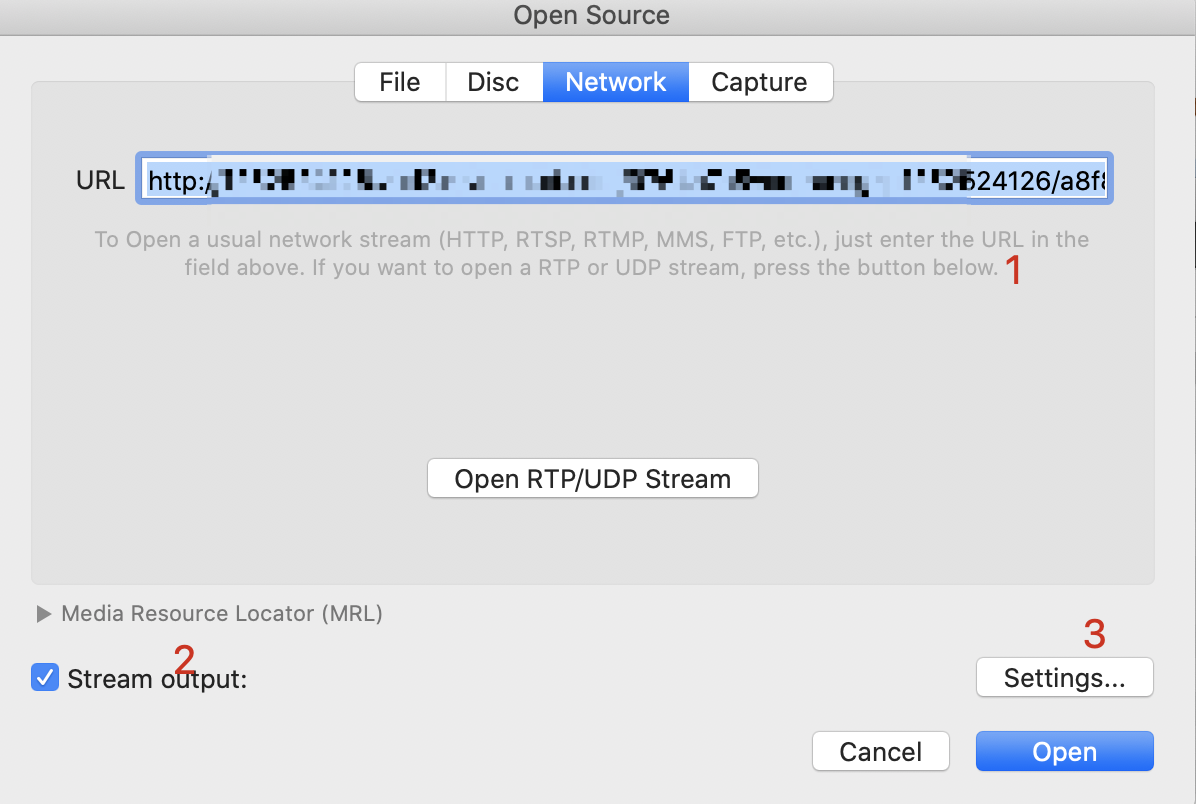 Open Source
File Disc Network Capture
URL http:/ 524126/a8f8
To Open a usual network stream (HTTP, RTSP, RTMP, MMS, FTP, etc.), just enter the URL in the
field above. If you want to open a RTP or UDP stream, press the button below. 1
Open RTP/UDP Stream
Media Resource Locator (MRL)
2
3
Stream output:
Settings...
Cancel Open